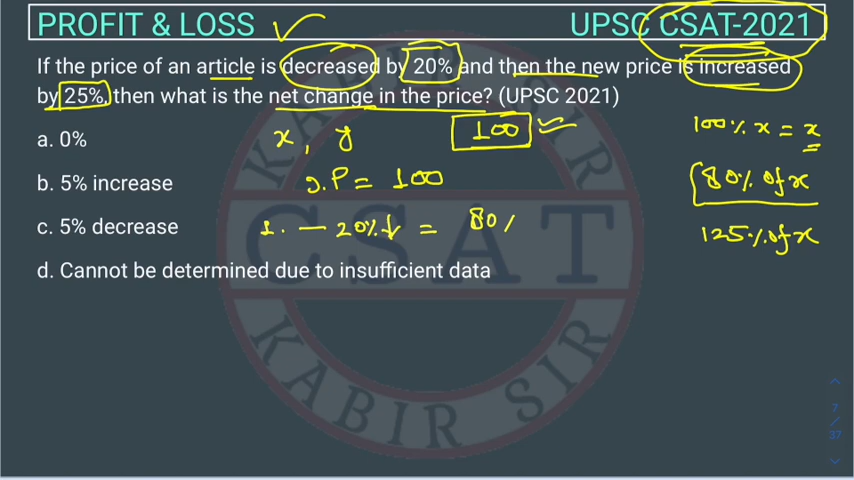 PROFIT & LOSS
UPSC CSAT-2021
If the price of an article is decreased by 20% and then the new price is increased
by 25%, then what is the net change in the price? (UPSC 2021)
100% x = x
a. 0%
x, y
100
80% of x
b. 5% increase
O.P = 100
125% of x
c. 5% decrease
1. — 20%↓ = 80/
d. Cannot be determined due to insufficient data
KABIR SIR
CSAT
KABIR SIR
7
/
37